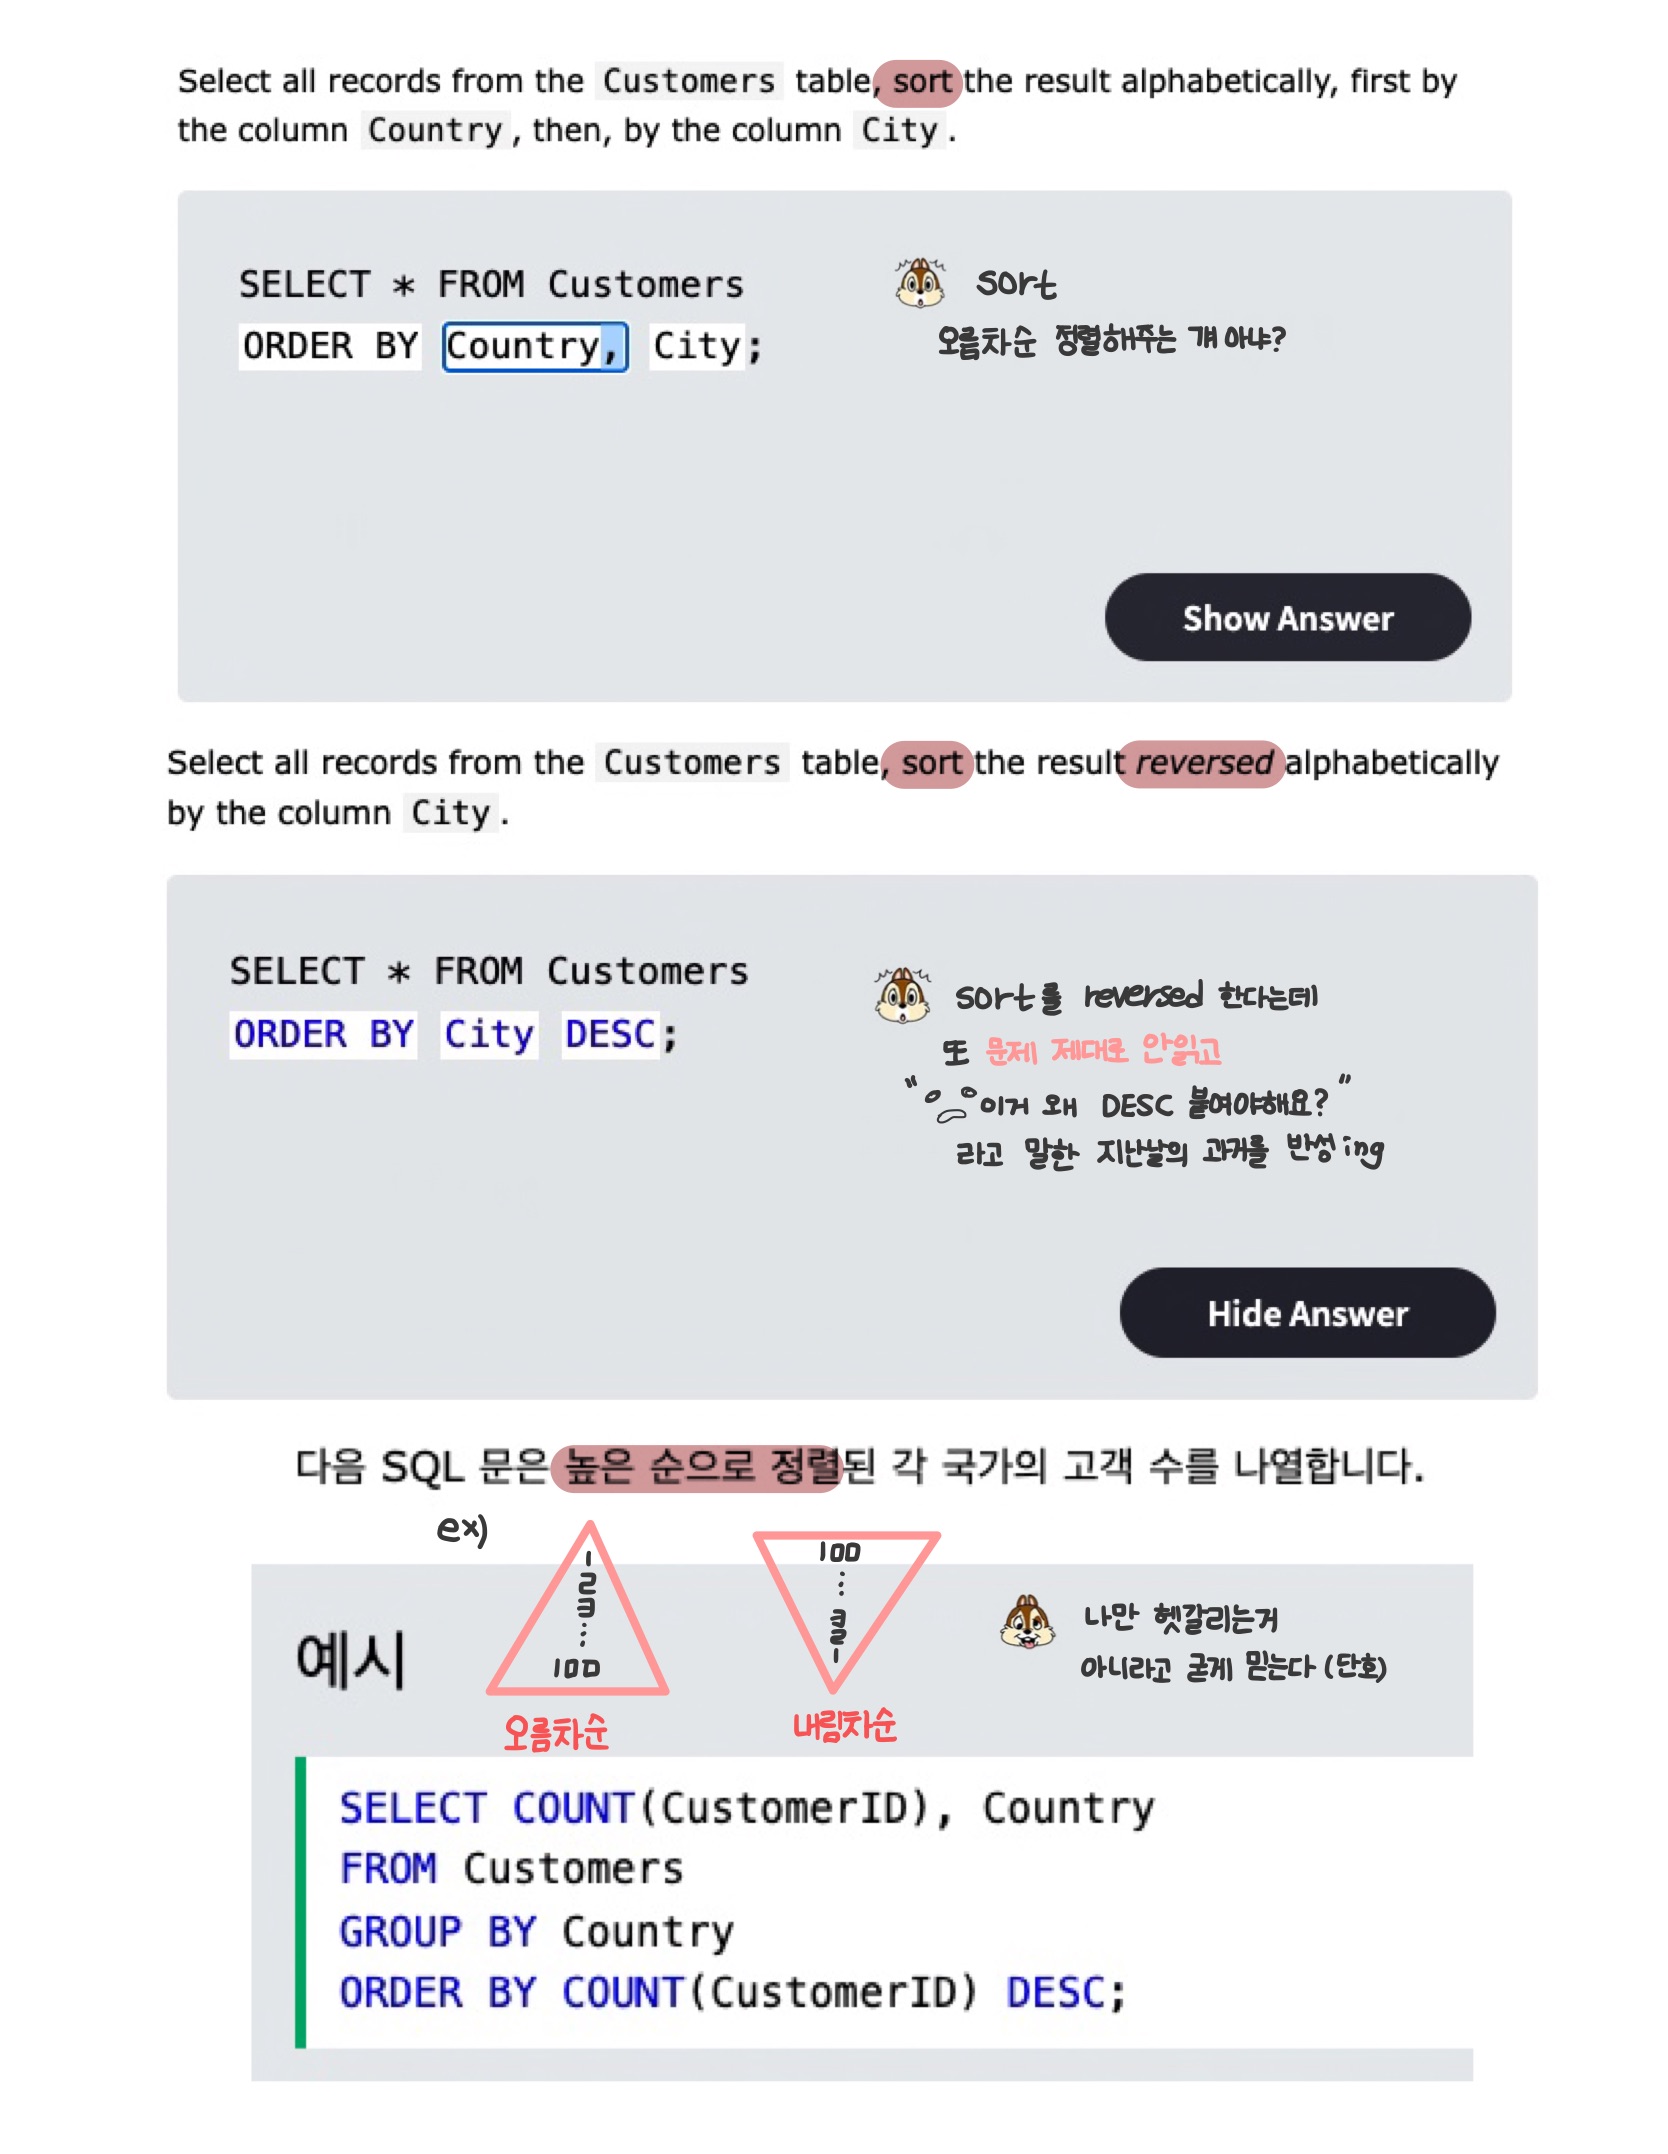 Select all records from the Customers table, sort the result alphabetically, first by
the column Country, then, by the column City.
SELECT * FROM Customers
ORDER BY Country, City;
sort
오름차순 정렬해주는 걔 아냐?
Show Answer
Select all records from the Customers table, sort the result reversed alphabetically
by the column City.
SELECT * FROM Customers
ORDER BY City DESC;
sort를 reversed 한다는데
또 문제 제대로 안읽고
"이거 왜 DESC 붙여야해요?"
라고 말한 지난날의 과거를 반성ing
Hide Answer
다음 SQL 문은 높은 순으로 정렬된 각 국가의 고객 수를 나열합니다.
ex)
예시
1
2
3
⋮
100
오름차순
100
⋮
3
2
1
내림차순
나만 헷갈리는거
아니라고 굳게 믿는다 (단호)
SELECT COUNT(CustomerID), Country
FROM Customers
GROUP BY Country
ORDER BY COUNT(CustomerID) DESC;